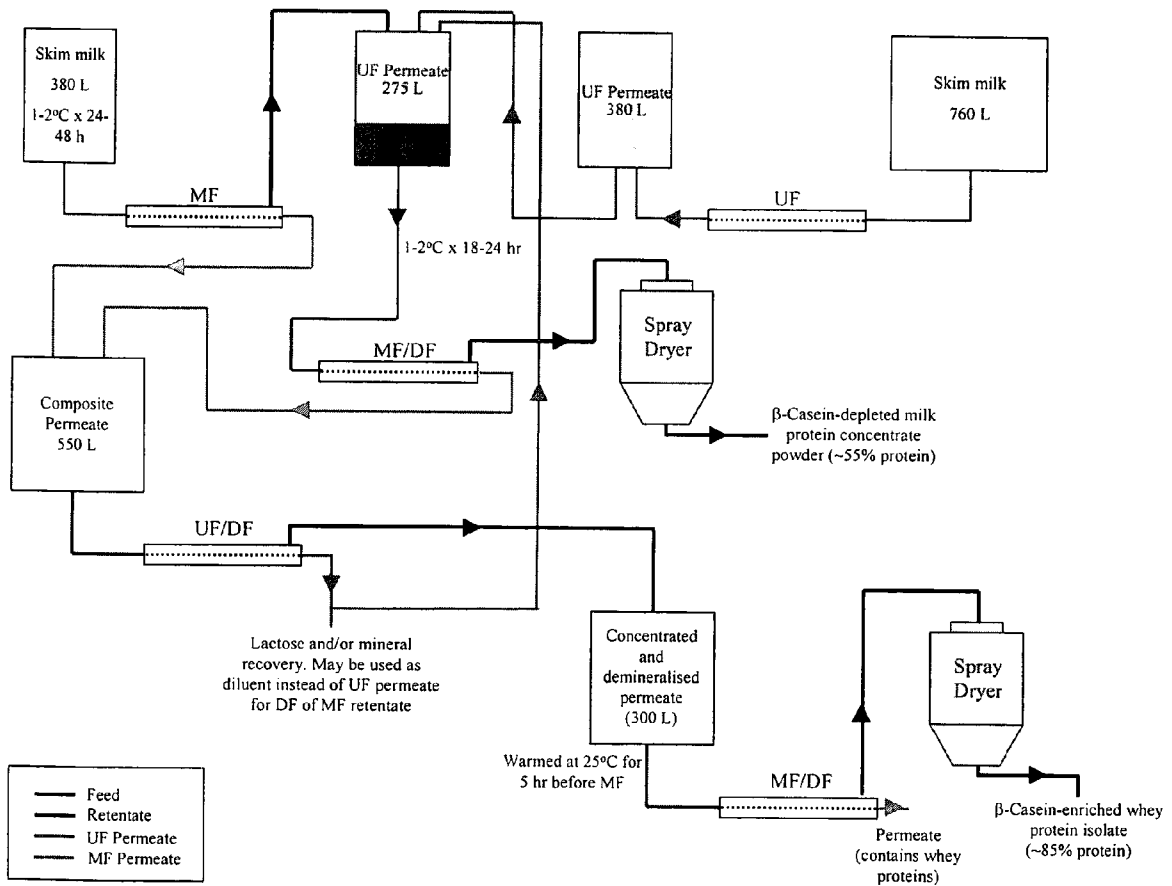 Skim milk
380 L
1-2ºC x 24-
48 h
UF Permeate
275 L
UF Permeate
380 L
Skim milk
760 L
MF
UF
1-2ºC x 18-24 hr
MF/DF
Spray
Dryer
β-Casein-depleted milk
protein concentrate
powder (~55% protein)
Composite
Permeate
550 L
UF/DF
Lactose and/or mineral
recovery. May be used as
diluent instead of UF permeate
for DF of MF retentate
Concentrated
and
demineralised
permeate
(300 L)
Warmed at 25ºC for
5 hr before MF
MF/DF
Spray
Dryer
Permeate
(contains whey
proteins)
β-Casein-enriched whey
protein isolate
(~85% protein)
Feed
Retentate
UF Permeate
MF Permeate